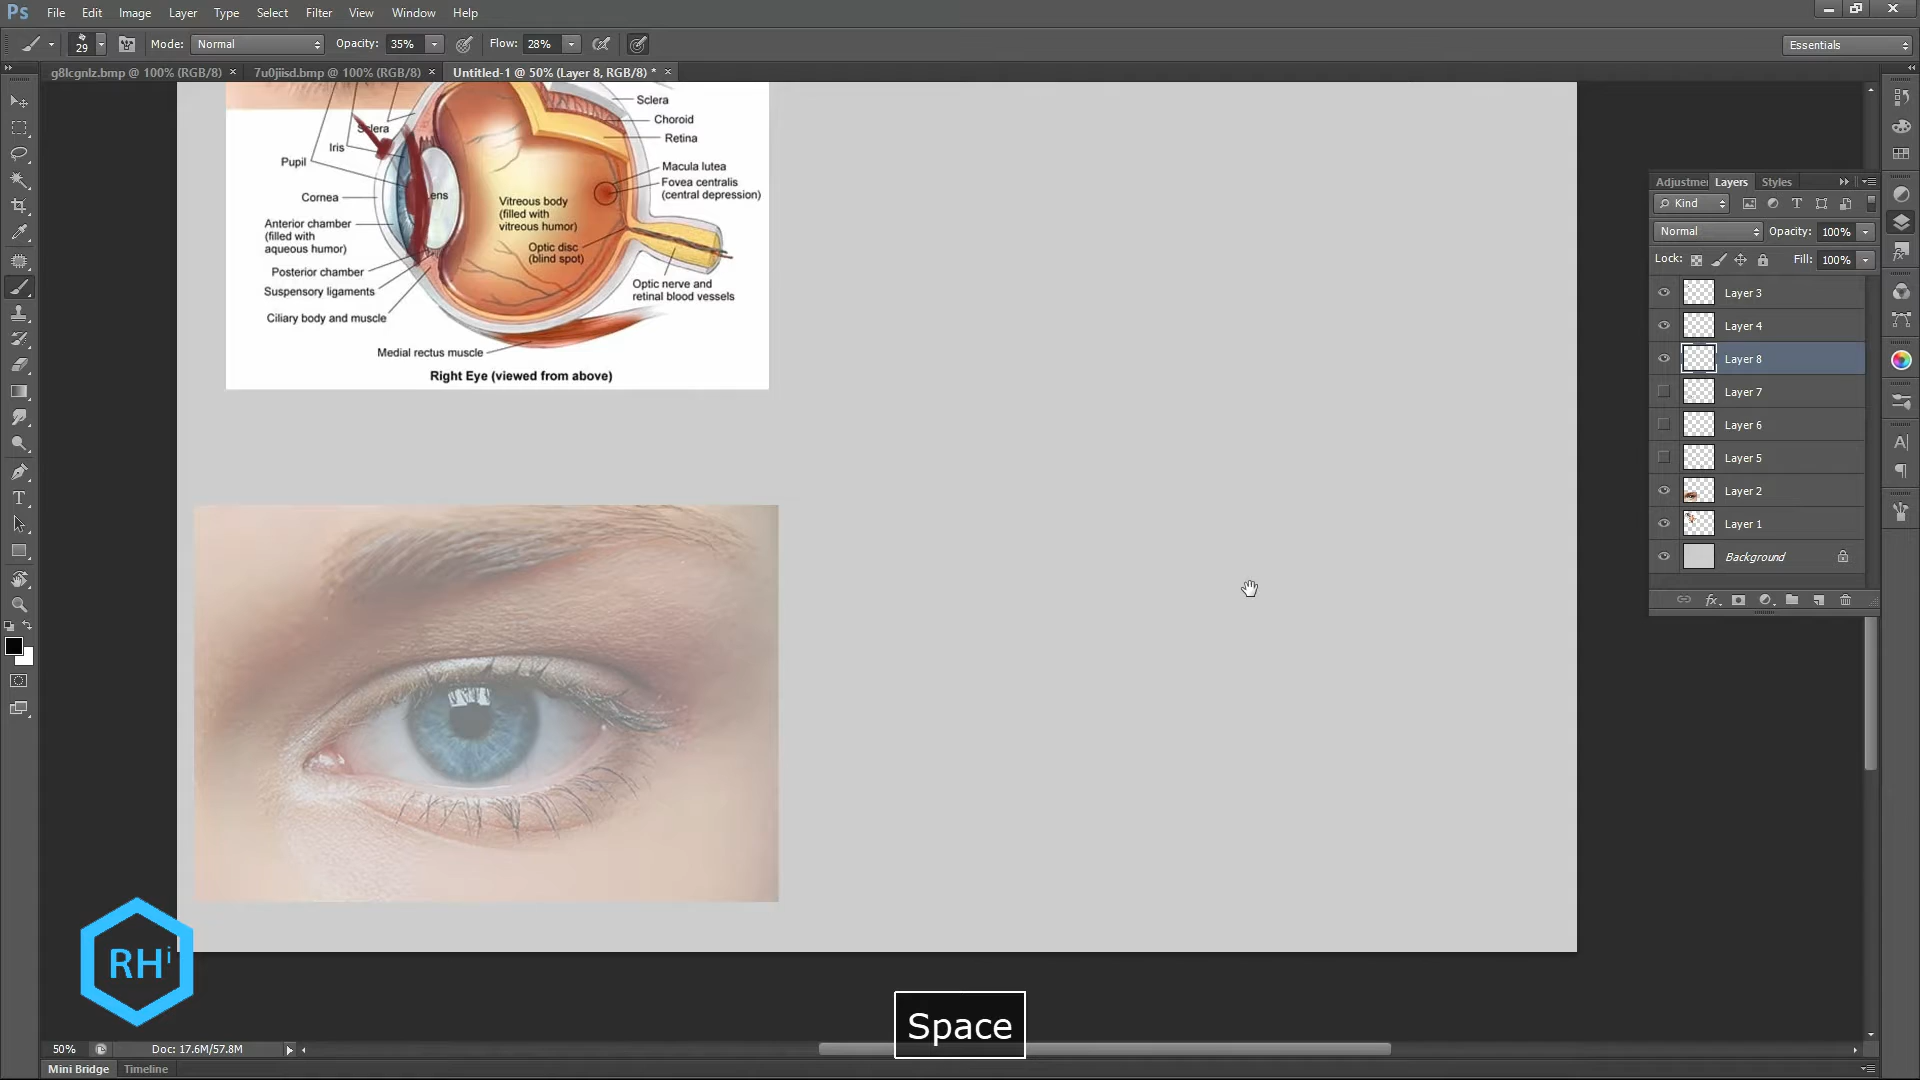 Ps File Edit Image Layer Type Select Filter View Window Help
29 Mode: Normal Opacity: 35% Flow: 28% Essentials
g8lcgnlz.bmp @ 100% (RGB/8) × 7u0jiisd.bmp @ 100% (RGB/8) × Untitled-1 @ 50% (Layer 8, RGB/8) * ×
Sclera
Choroid
Retina
Macula lutea
Fovea centralis
(central depression)
Sclera
Iris
Pupil
Cornea
Anterior chamber
(filled with
aqueous humor)
Posterior chamber
Suspensory ligaments
Ciliary body and muscle
Medial rectus muscle
Vitreous body
(filled with
vitreous humor)
Optic disc
(blind spot)
Optic nerve and
retinal blood vessels
Right Eye (viewed from above)
Adjustmer Layers Styles
Kind
Normal Opacity: 100%
Lock: Fill: 100%
Layer 3
Layer 4
Layer 8
Layer 7
Layer 6
Layer 5
Layer 2
Layer 1
Background
fx
RHi
Space
50% Doc: 17.6M/57.8M
Mini Bridge Timeline